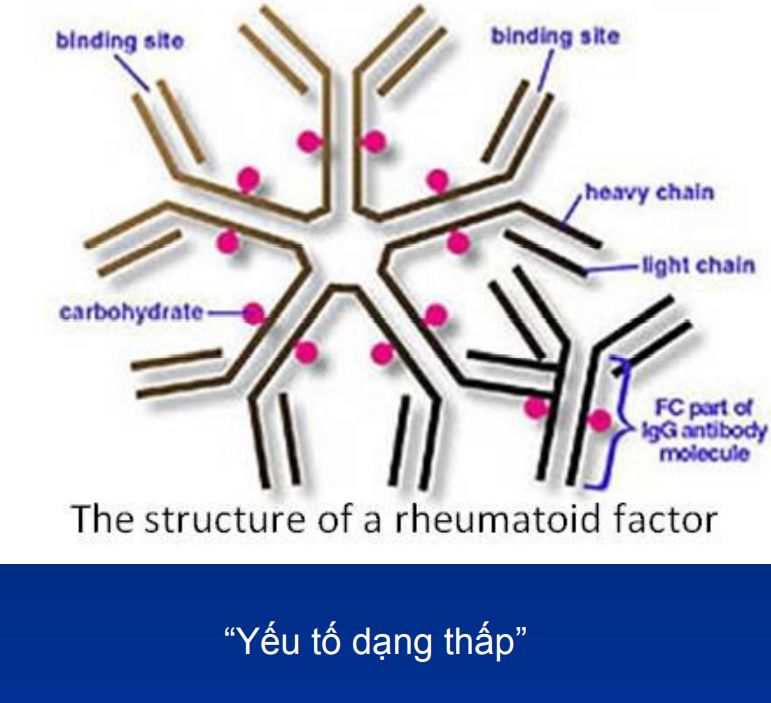 binding site
binding site
heavy chain
light chain
carbohydrate
FC part of
IgG antibody
molecule
The structure of a rheumatoid factor
“Yếu tố dạng thấp”